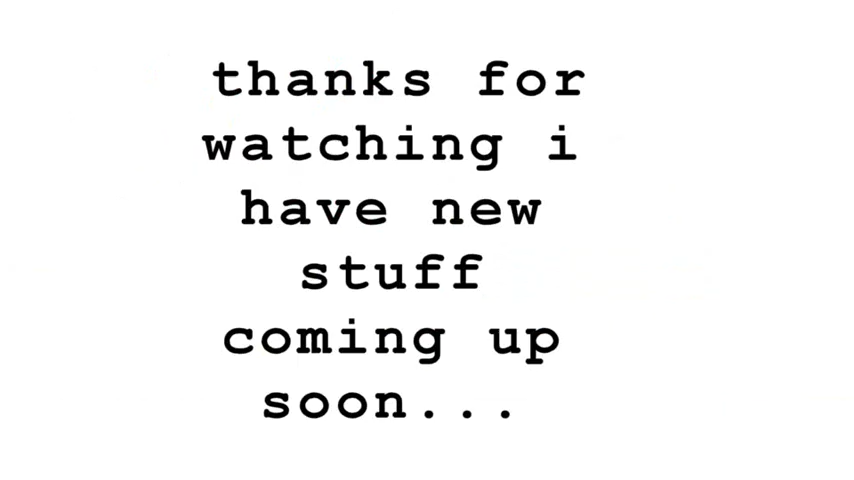 thanks for
watching i
have new
stuff
coming up
soon...